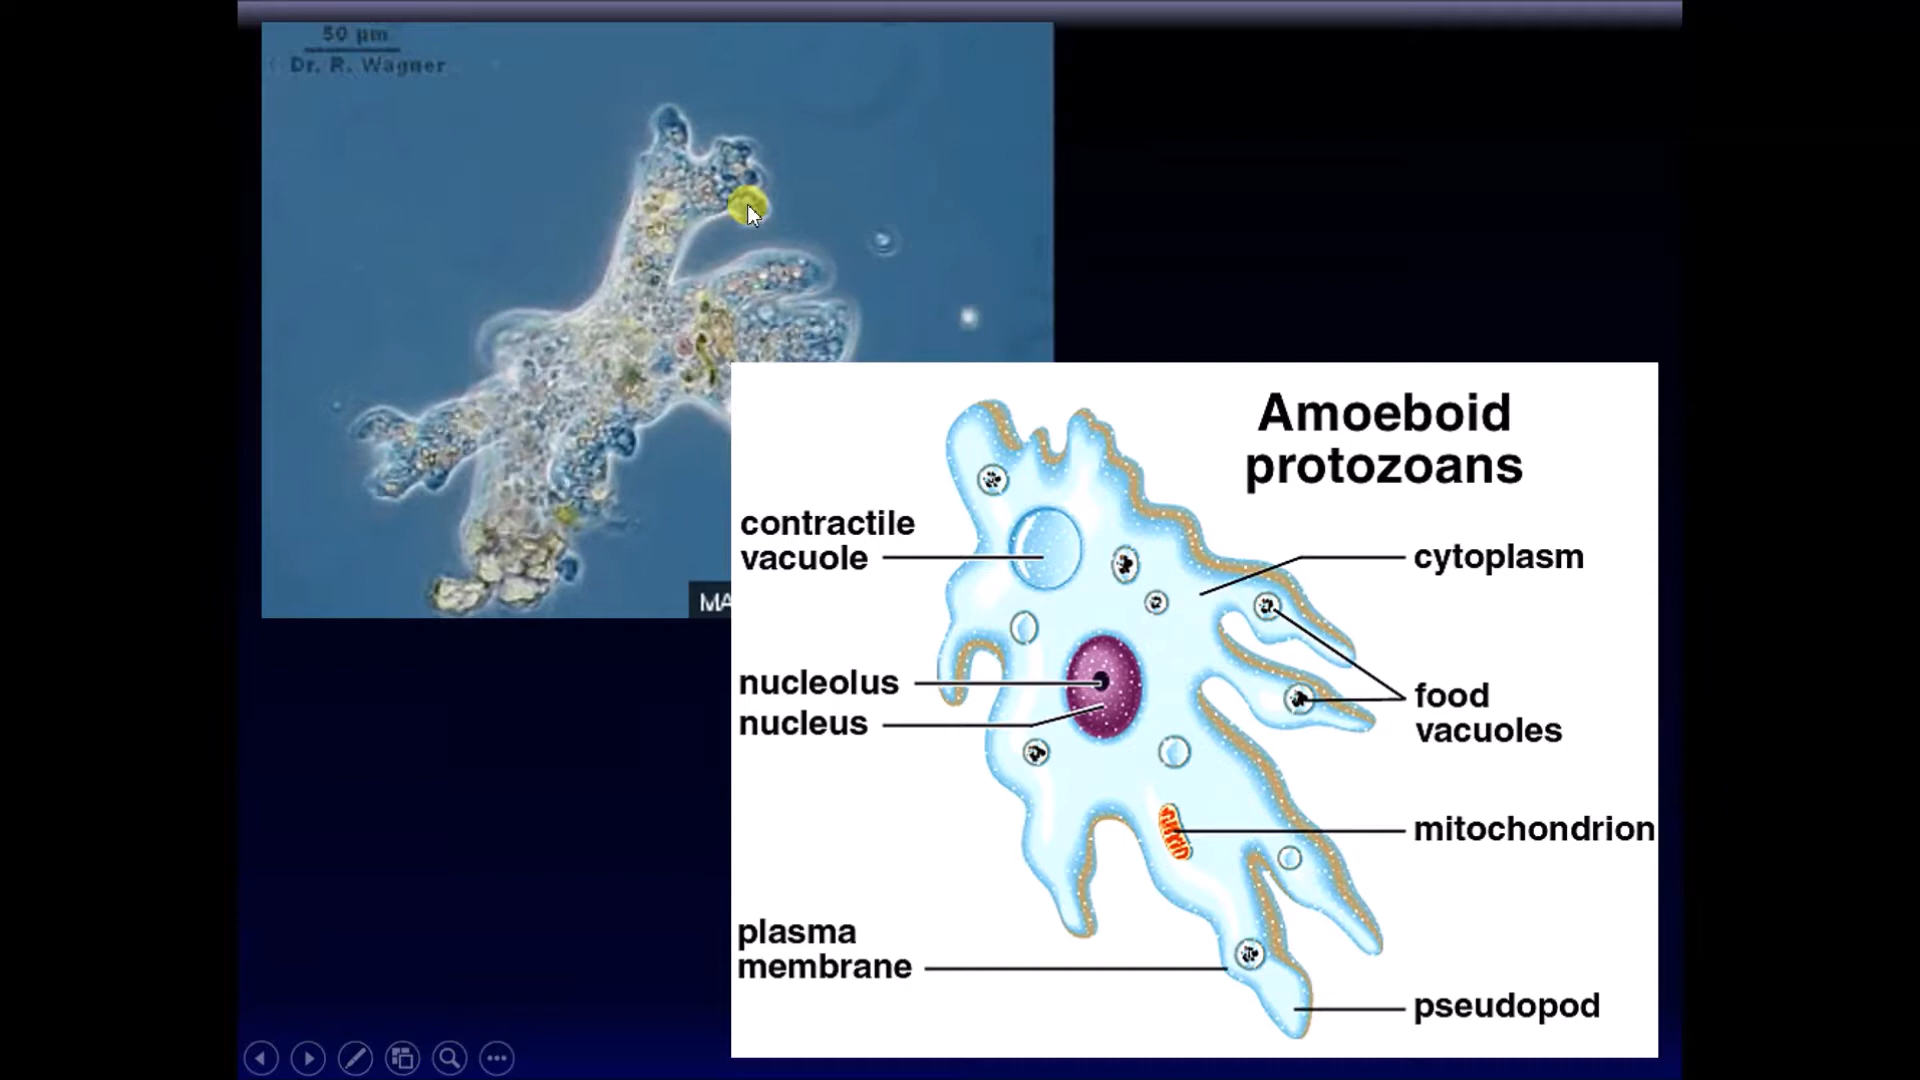 50 µm
Dr. R. Wagner
MA
Amoeboid
protozoans
contractile
vacuole
cytoplasm
nucleolus
nucleus
food
vacuoles
mitochondrion
plasma
membrane
pseudopod